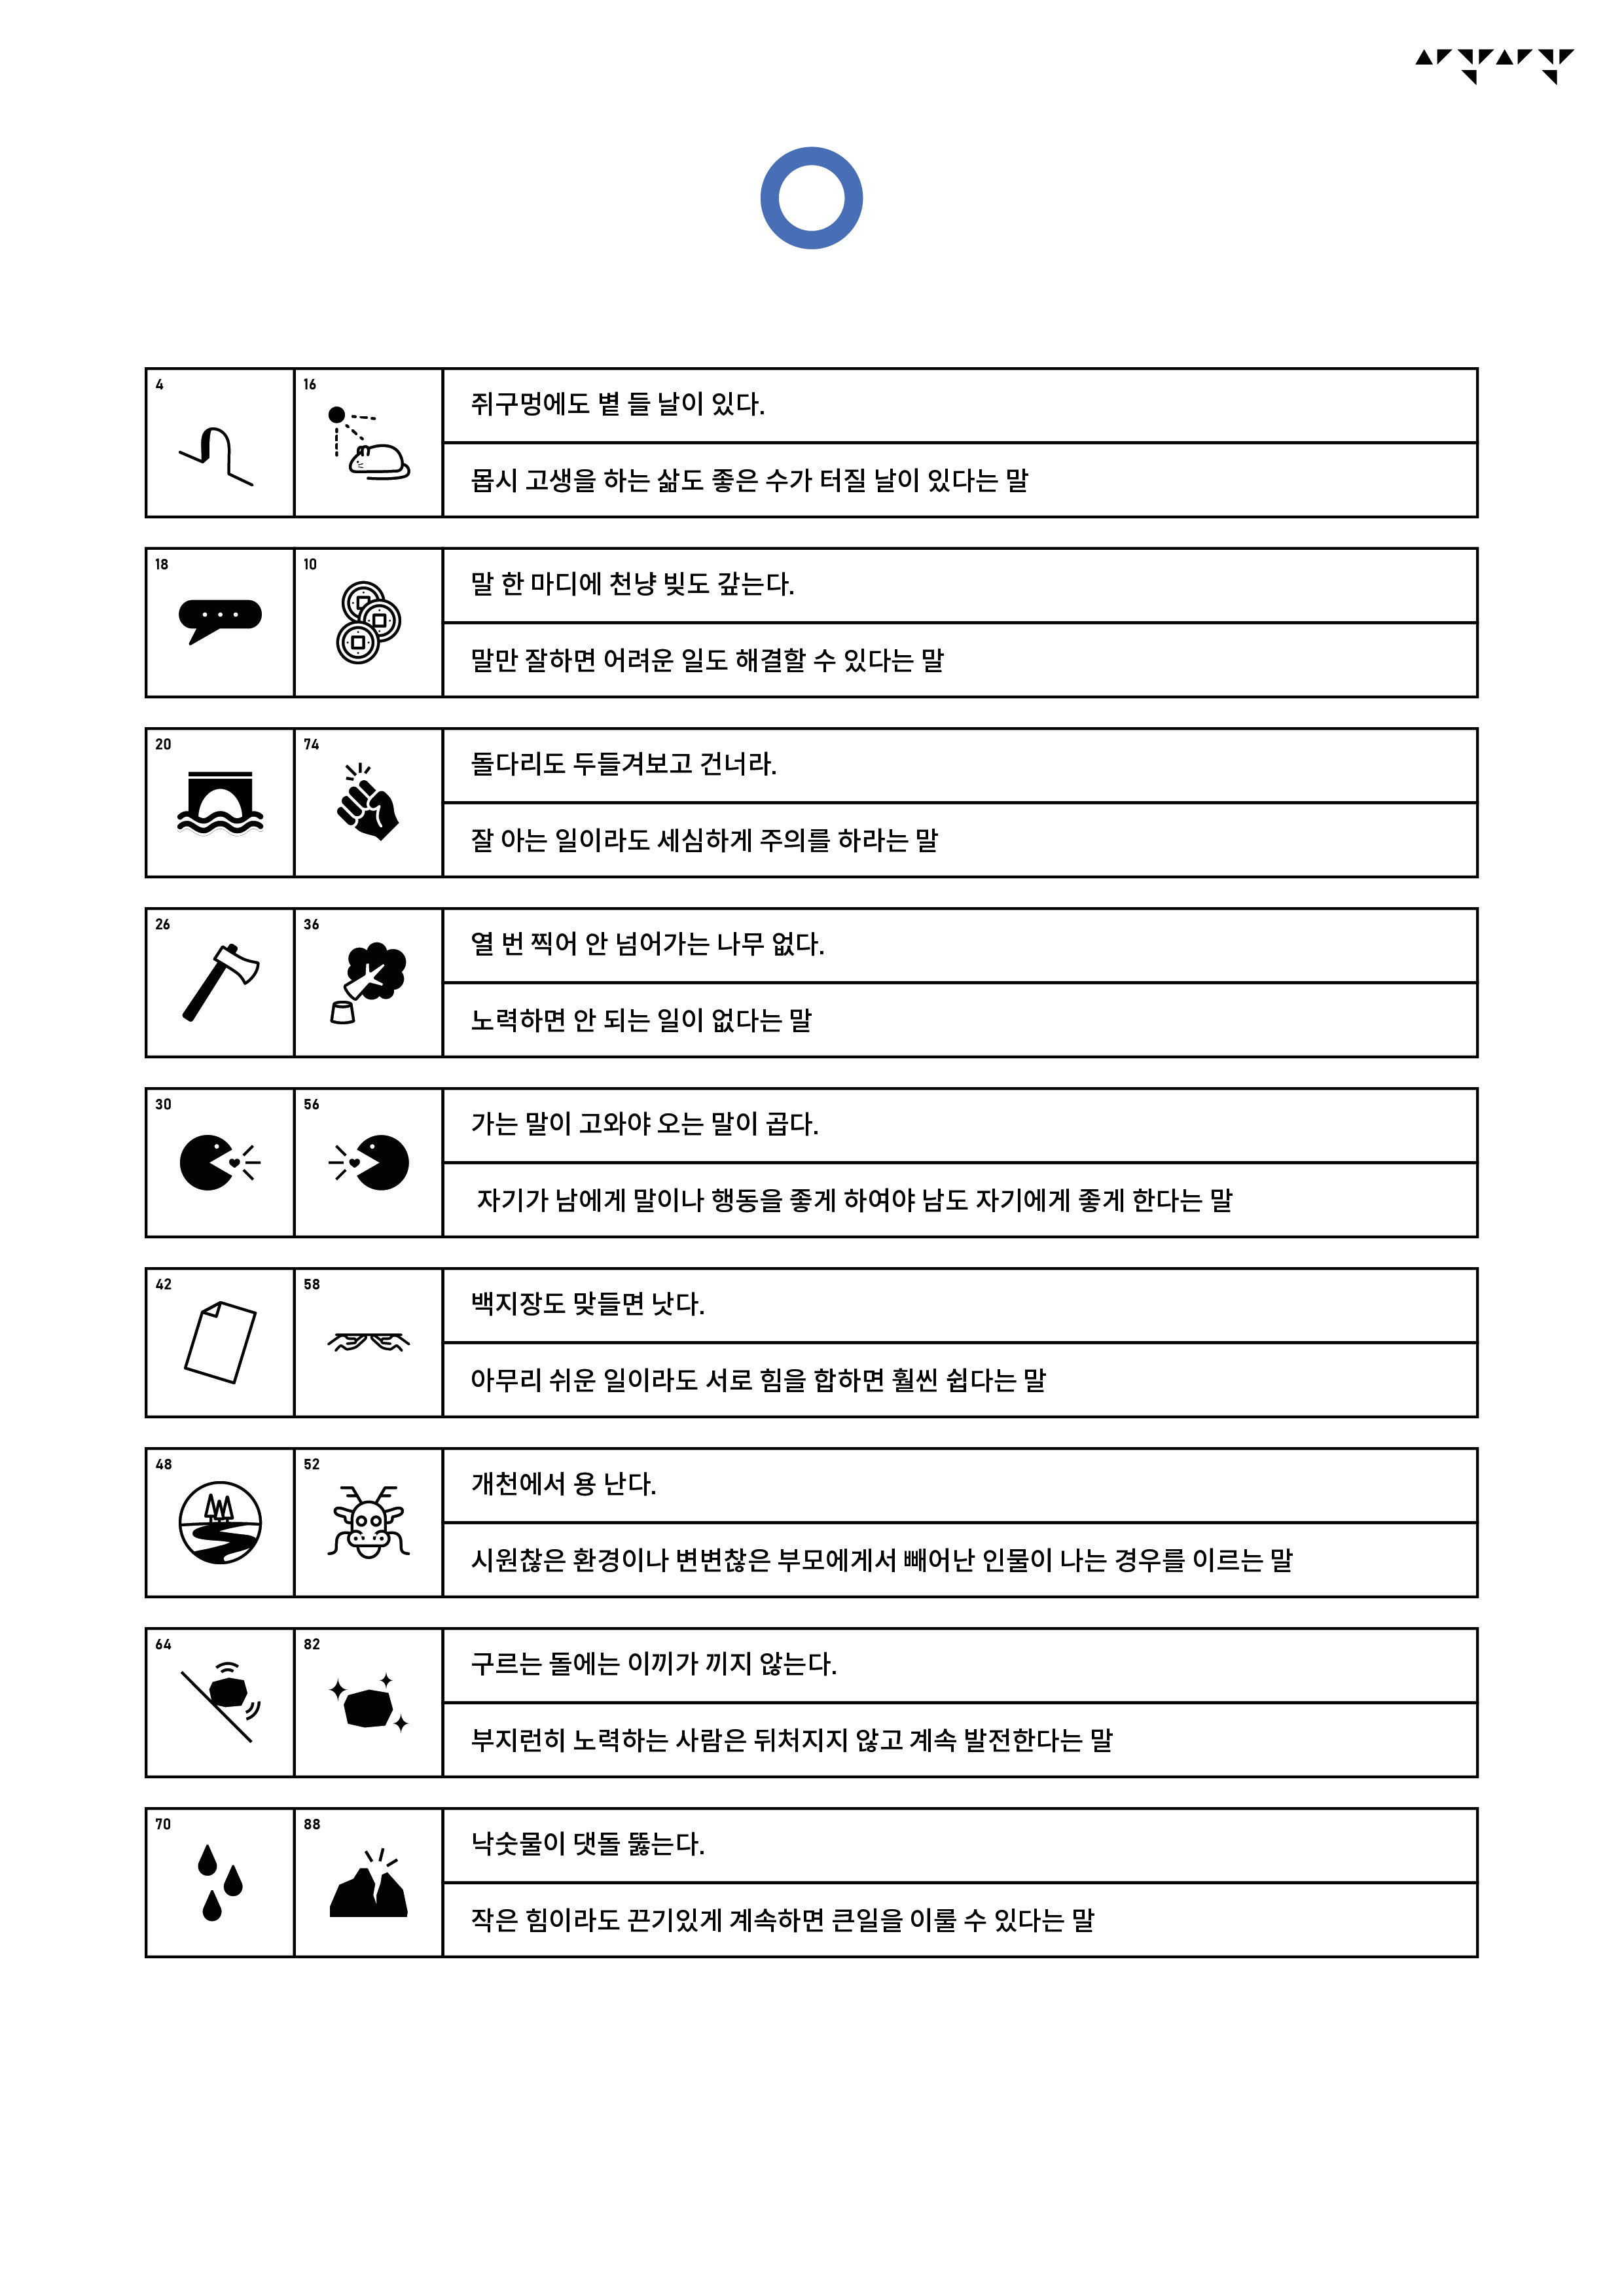 4
16
쥐구멍에도 볕 들 날이 있다.
몹시 고생을 하는 삶도 좋은 수가 터질 날이 있다는 말
18
10
말 한 마디에 천냥 빚도 갚는다.
말만 잘하면 어려운 일도 해결할 수 있다는 말
20
74
돌다리도 두들겨보고 건너라.
잘 아는 일이라도 세심하게 주의를 하라는 말
26
36
열 번 찍어 안 넘어가는 나무 없다.
노력하면 안 되는 일이 없다는 말
30
56
가는 말이 고와야 오는 말이 곱다.
자기가 남에게 말이나 행동을 좋게 하여야 남도 자기에게 좋게 한다는 말
42
58
백지장도 맞들면 낫다.
아무리 쉬운 일이라도 서로 힘을 합하면 훨씬 쉽다는 말
48
52
개천에서 용 난다.
시원찮은 환경이나 변변찮은 부모에게서 빼어난 인물이 나는 경우를 이르는 말
64
82
구르는 돌에는 이끼가 끼지 않는다.
부지런히 노력하는 사람은 뒤처지지 않고 계속 발전한다는 말
70
88
낙숫물이 댓돌 뚫는다.
작은 힘이라도 끈기있게 계속하면 큰일을 이룰 수 있다는 말